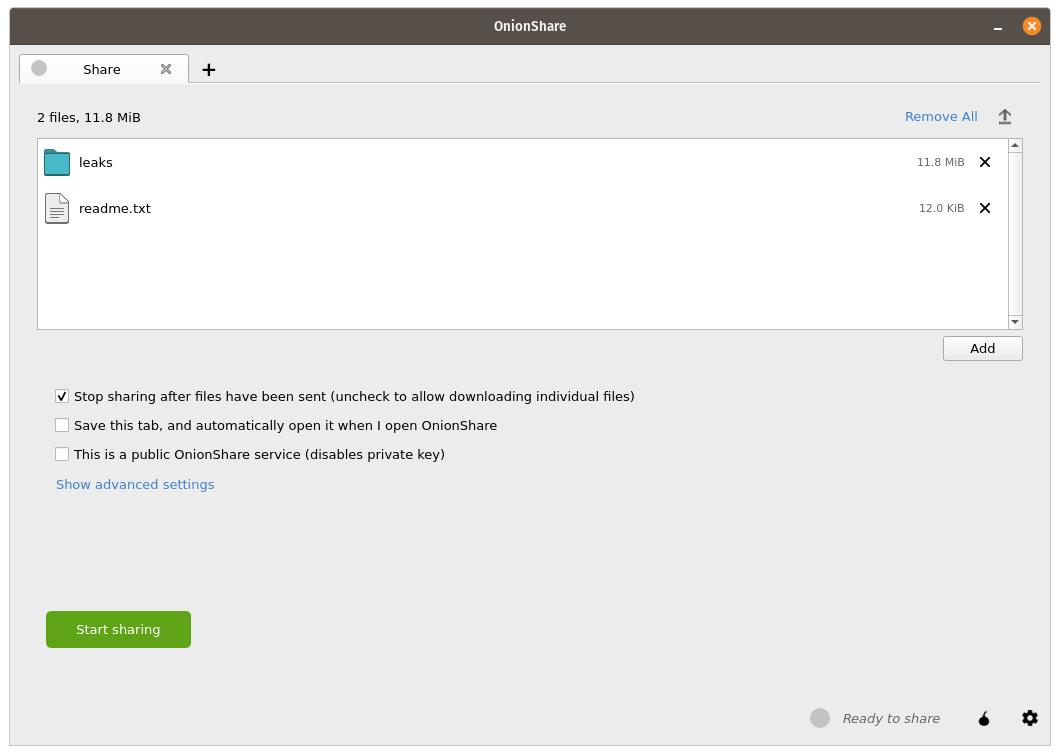 OnionShare
Share
2 files, 11.8 MiB
Remove All
leaks
11.8 MiB
readme.txt
12.0 KiB
Add
Stop sharing after files have been sent (uncheck to allow downloading individual files)
Save this tab, and automatically open it when I open OnionShare
This is a public OnionShare service (disables private key)
Show advanced settings
Start sharing
Ready to share